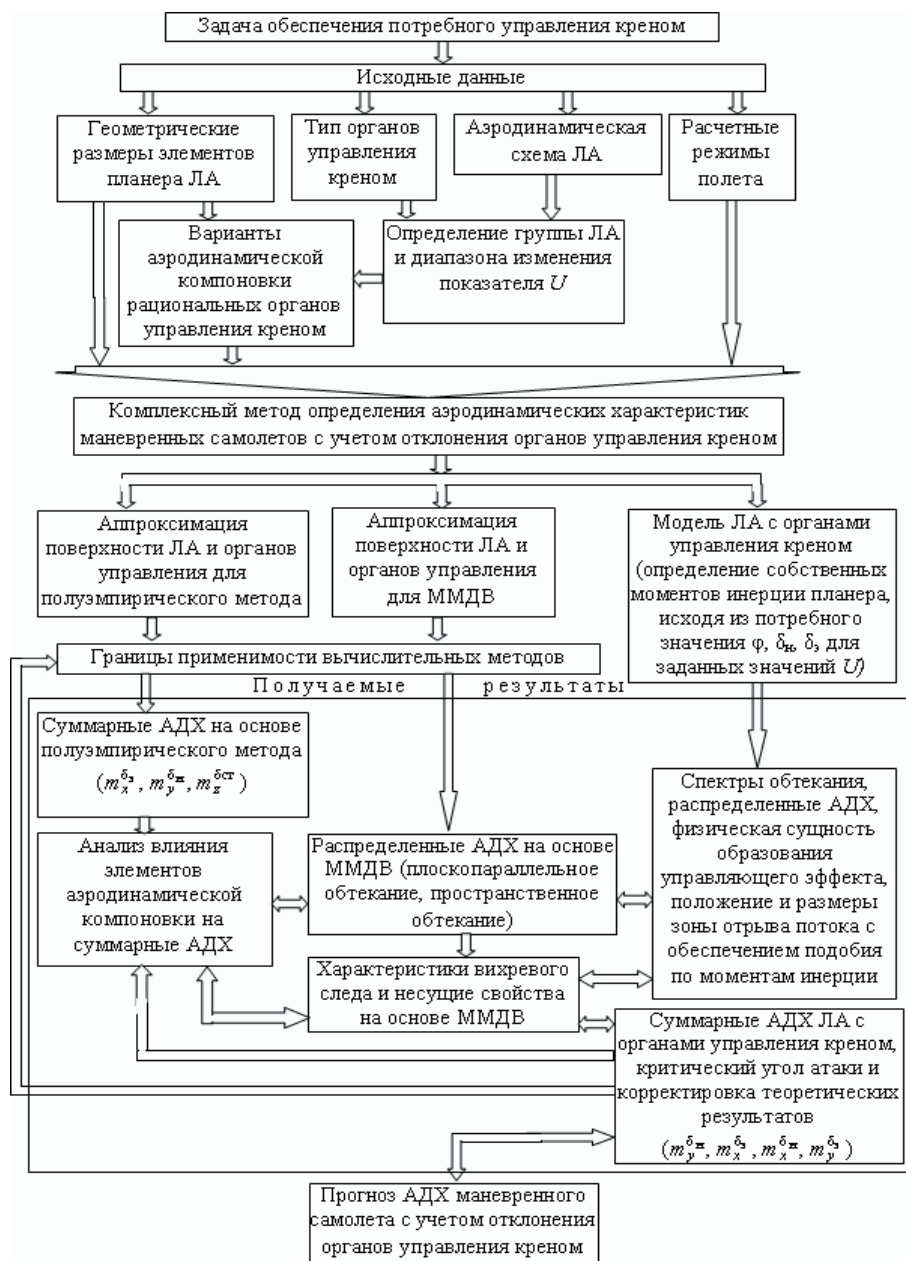 Задача обеспечения потребного управления креном
Исходные данные
Геометрические
размеры элементов
планера ЛА
Тип органов
управления
креном
Аэродинамическая
схема ЛА
Расчетные
режимы
полета
Варианты
аэродинамической
компоновки
рациональных органов
управления креном
Определение группы ЛА
и диапазона изменения
показателя U
Комплексный метод определения аэродинамических характеристик
маневренных самолетов с учетом отклонения органов управления креном
Аппроксимация
поверхности ЛА и органов
управления для
полуэмпирического метода
Аппроксимация
поверхности ЛА и
органов управления
для ММДВ
Модель ЛА с органами
управления креном
(определение собственных
моментов инерции планера,
исходя из потребного
значения φ, δн, δэ для
заданных значений U)
Границы применимости вычислительных методов
Получаемые результаты
Суммарные АДХ на основе
полуэмпирического метода
(mₓ^δэ, m_y^δн, m_z^δст)
Анализ влияния
элементов
аэродинамической
компоновки на
суммарные АДХ
Распределенные АДХ на основе
ММДВ (плоскопараллельное
обтекание, пространственное
обтекание)
Спектры обтекания,
распределенные АДХ,
физическая сущность
образования
управляющего эффекта,
положение и размеры
зоны отрыва потока с
обеспечением подобия
по моментам инерции
Характеристики вихревого
следа и несущие свойства
на основе ММДВ
Суммарные АДХ ЛА с
органами управления креном,
критический угол атаки и
корректировка теоретических
результатов
(m_y^δн, mₓ^δэ, mₓ^δн, m_y^δэ)
Прогноз АДХ маневренного
самолета с учетом отклонения
органов управления креном